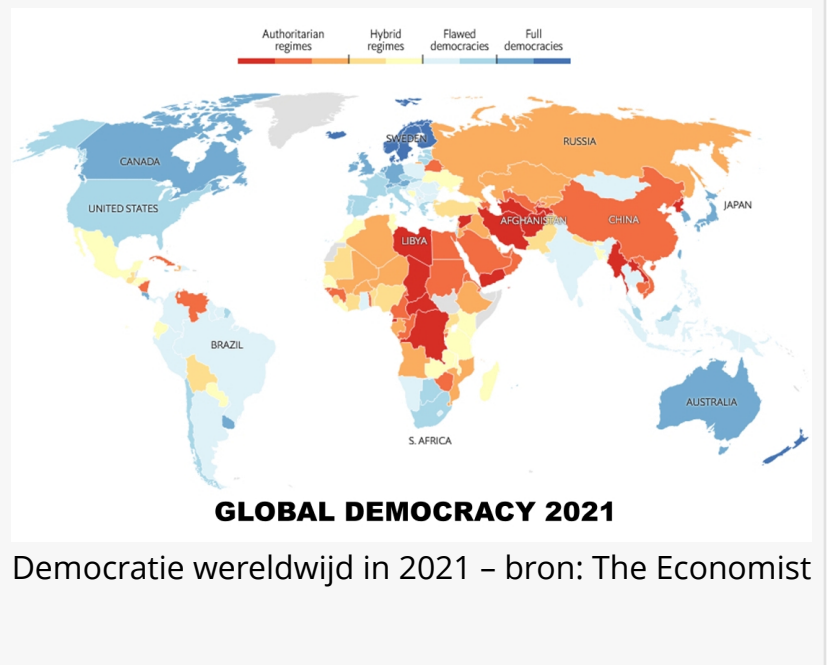 Authoritarian
regimes
Hybrid
regimes
Flawed
democracies
Full
democracies
SWEDEN
RUSSIA
CANADA
UNITED STATES
JAPAN
AFGHANISTAN
CHINA
LIBYA
BRAZIL
AUSTRALIA
S. AFRICA
GLOBAL DEMOCRACY 2021
Democratie wereldwijd in 2021 – bron: The Economist